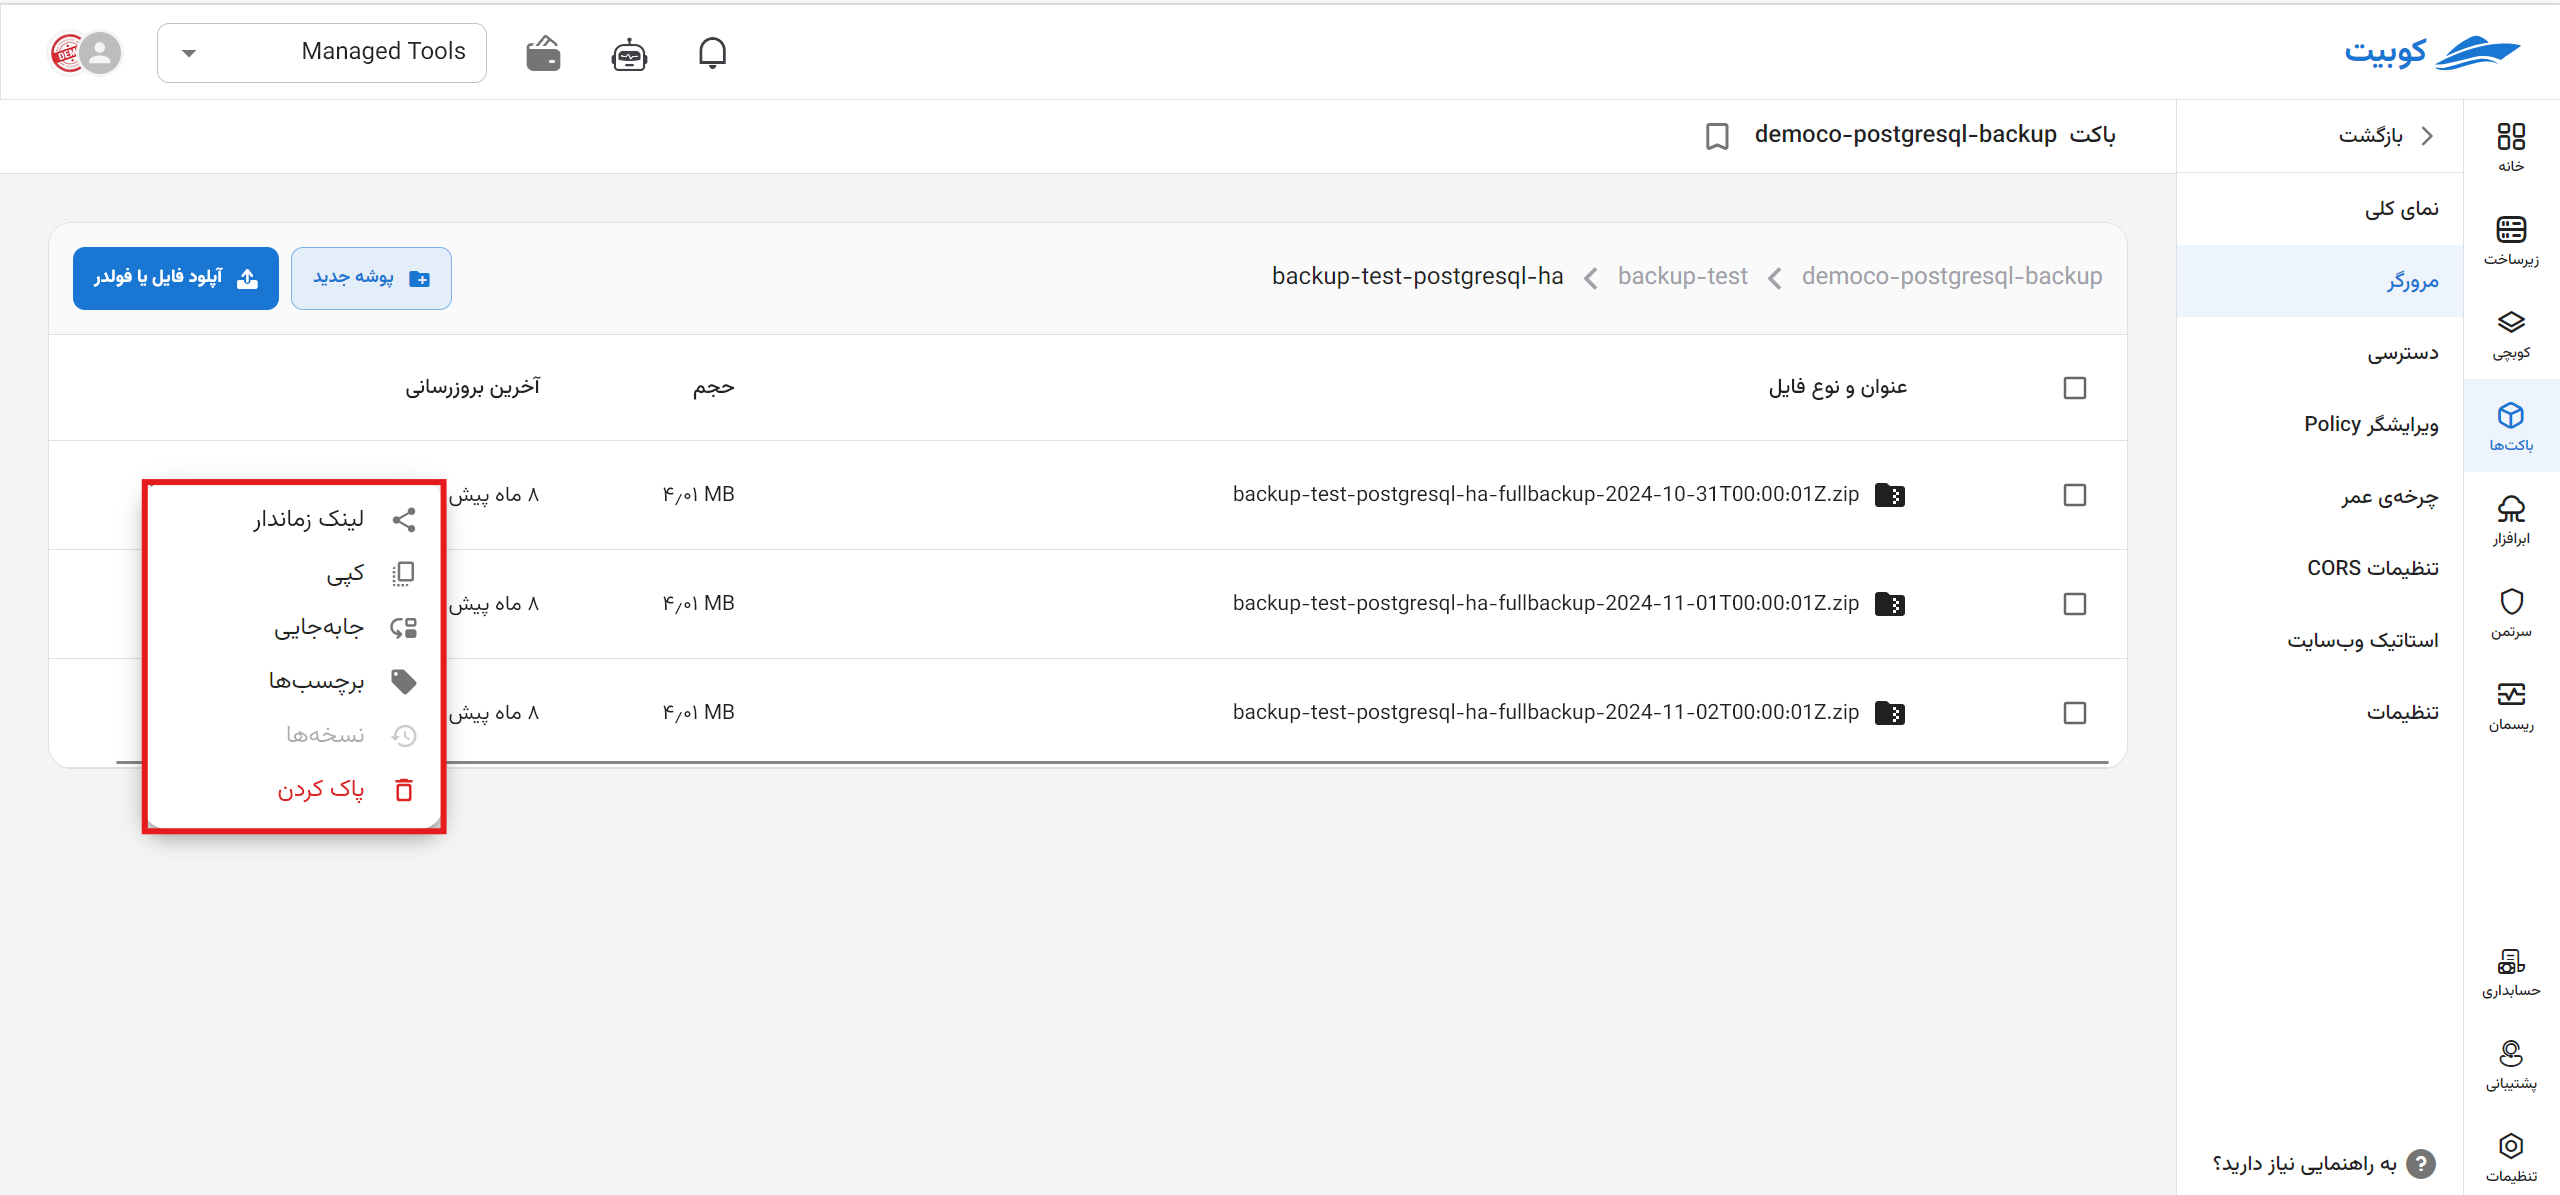 کوبیت
Managed Tools
خانه
زیرساخت
کوبچی
باکت‌ها
ابرافزار
سرتمن
ریسمان
حسابداری
پشتیبانی
تنظیمات
بازگشت
نمای کلی
مرورگر
دسترسی
ویرایشگر Policy
چرخه‌ی عمر
تنظیمات CORS
استاتیک وب‌سایت
تنظیمات
به راهنمایی نیاز دارید؟
باکت democo-postgresql-backup
democo-postgresql-backup
backup-test
backup-test-postgresql-ha
پوشه جدید
آپلود فایل یا فولدر
عنوان و نوع فایل
حجم
آخرین بروزرسانی
backup-test-postgresql-ha-fullbackup-2024-10-31T00:00:01Z.zip
۴٫۰۱ MB
۸ ماه پیش
backup-test-postgresql-ha-fullbackup-2024-11-01T00:00:01Z.zip
۴٫۰۱ MB
۸ ماه پیش
backup-test-postgresql-ha-fullbackup-2024-11-02T00:00:01Z.zip
۴٫۰۱ MB
۸ ماه پیش
لینک زماندار
کپی
جابه‌جایی
برچسب‌ها
نسخه‌ها
پاک کردن